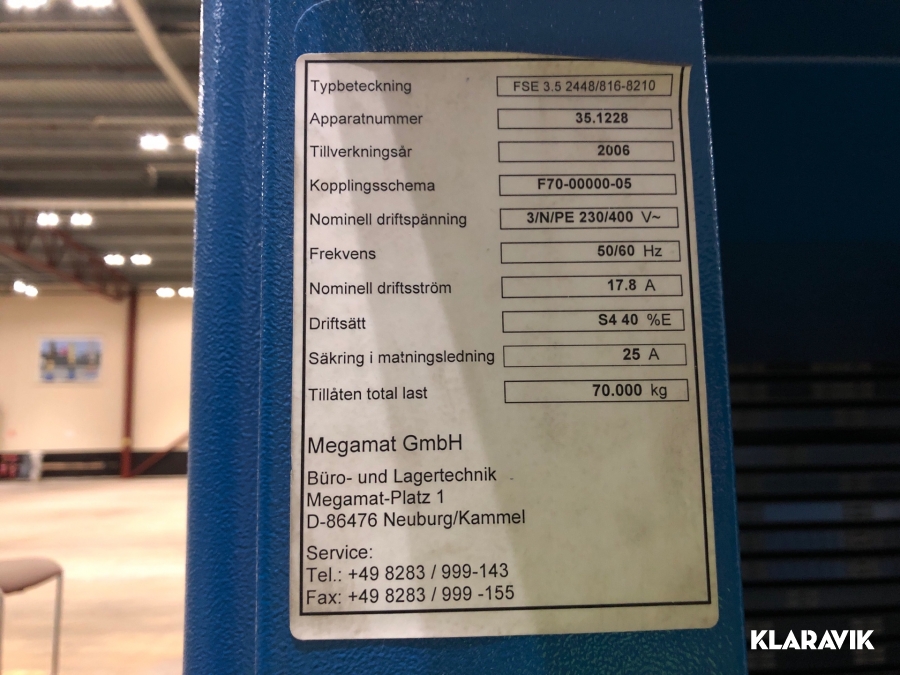 Typbeteckning FSE 3.5 2448/816-8210
Apparatnummer 35.1228
Tillverkningsår 2006
Kopplingsschema F70-00000-05
Nominell driftspänning 3/N/PE 230/400 V~
Frekvens 50/60 Hz
Nominell driftsström 17.8 A
Driftsätt S4 40 %E
Säkring i matningsledning 25 A
Tillåten total last 70.000 kg
Megamat GmbH
Büro- und Lagertechnik
Megamat-Platz 1
D-86476 Neuburg/Kammel
Service:
Tel.: +49 8283 / 999-143
Fax: +49 8283 / 999 -155
KLARAVIK